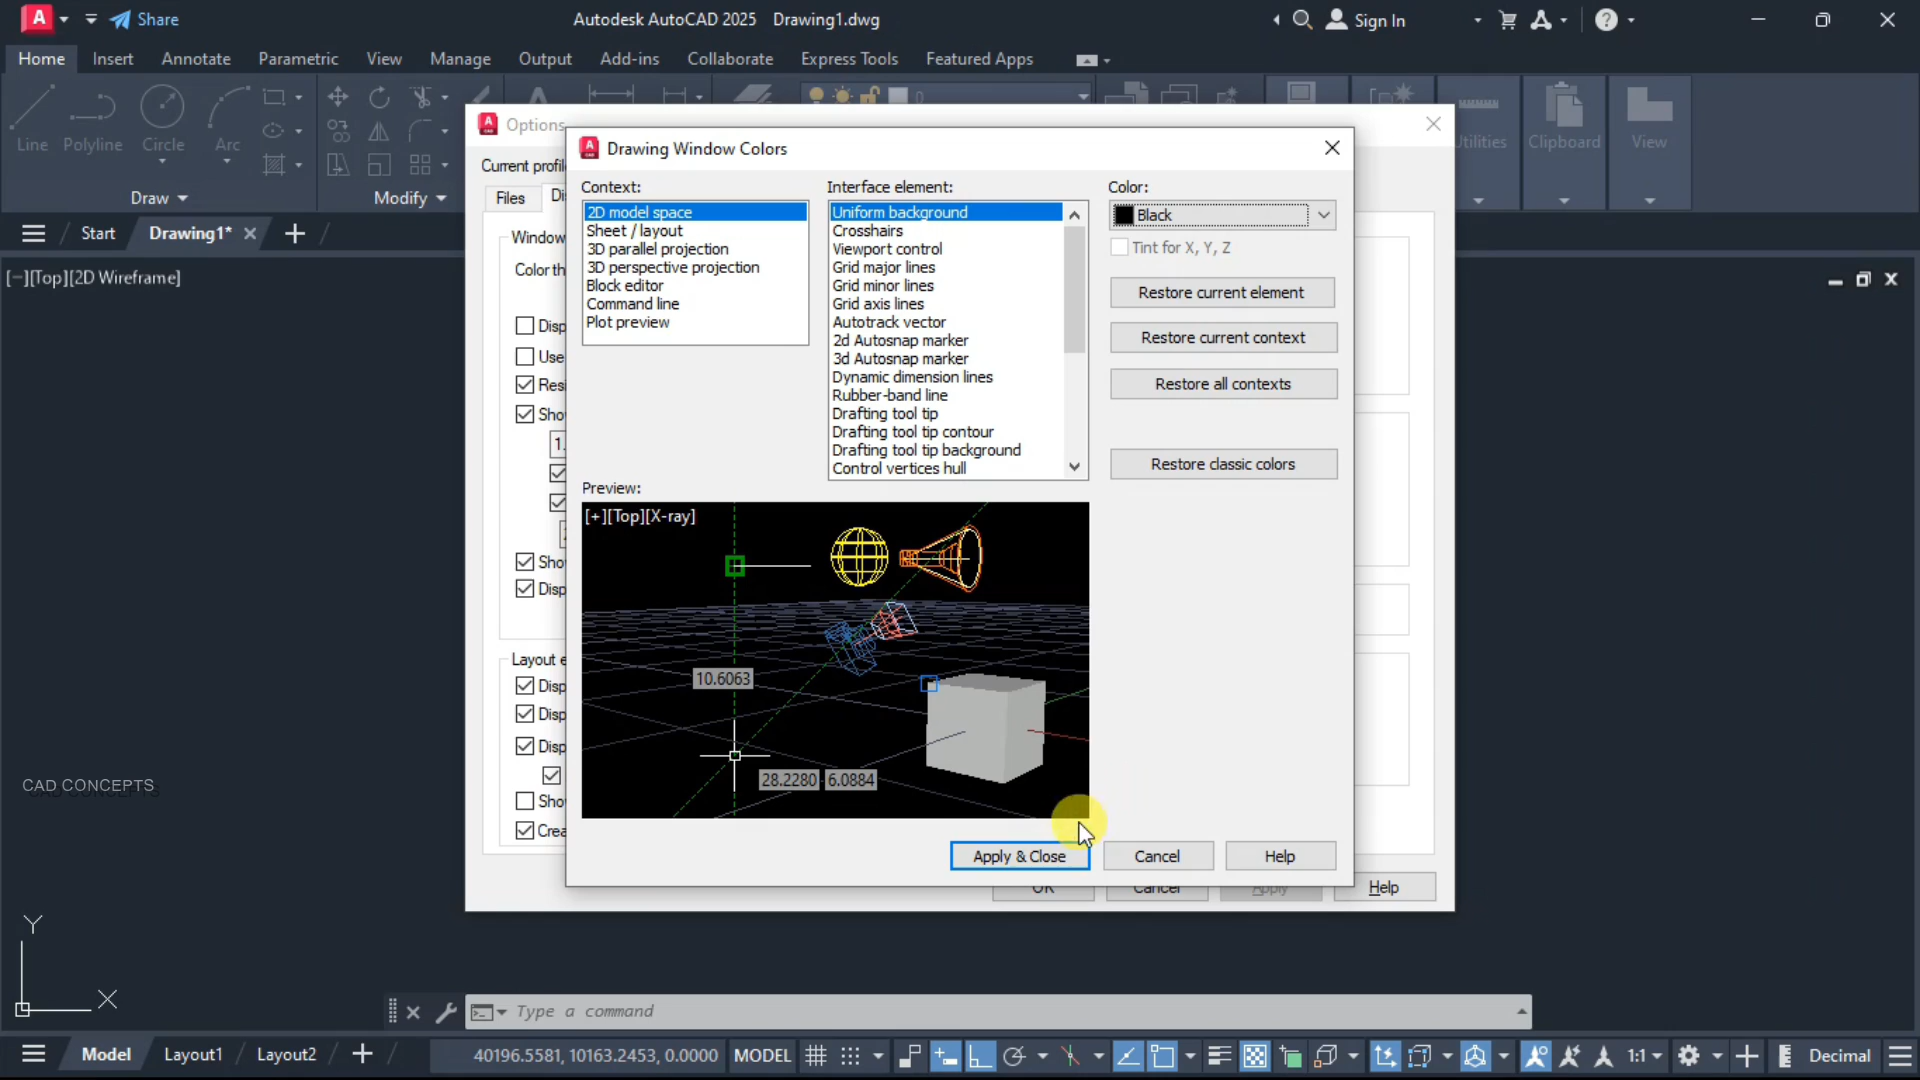 Share
Autodesk AutoCAD 2025 Drawing1.dwg
Sign In
Home Insert Annotate Parametric View Manage Output Add-ins Collaborate Express Tools Featured Apps
Line Polyline Circle Arc
Draw
Modify
Clipboard View
Start Drawing1*
[−][Top][2D Wireframe]
Options
Files
Drawing Window Colors
Context:
2D model space
Sheet / layout
3D parallel projection
3D perspective projection
Block editor
Command line
Plot preview
Interface element:
Uniform background
Crosshairs
Viewport control
Grid major lines
Grid minor lines
Grid axis lines
Autotrack vector
2d Autosnap marker
3d Autosnap marker
Dynamic dimension lines
Rubber-band line
Drafting tool tip
Drafting tool tip contour
Drafting tool tip background
Control vertices hull
Color:
Black
Tint for X, Y, Z
Restore current element
Restore current context
Restore all contexts
Restore classic colors
Preview:
[+][Top][X-ray]
10.6063
28.2280 6.0884
Apply & Close Cancel Help
OK Cancel Apply Help
CAD CONCEPTS
Y
X
Type a command
Model Layout1 Layout2
40196.5581, 10163.2453, 0.0000 MODEL
1:1
Decimal